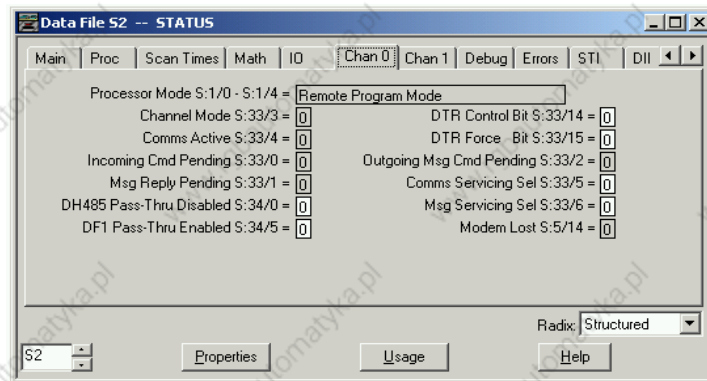 Data File S2 -- STATUS
Main Proc Scan Times Math IO Chan 0 Chan 1 Debug Errors STI DII
Processor Mode S:1/0 - S:1/4 = Remote Program Mode
Channel Mode S:33/3 = 0 DTR Control Bit S:33/14 = 0
Comms Active S:33/4 = 0 DTR Force Bit S:33/15 = 0
Incoming Cmd Pending S:33/0 = 0 Outgoing Msg Cmd Pending S:33/2 = 0
Msg Reply Pending S:33/1 = 0 Comms Servicing Sel S:33/5 = 0
DH485 Pass-Thru Disabled S:34/0 = 0 Msg Servicing Sel S:33/6 = 0
DF1 Pass-Thru Enabled S:34/5 = 0 Modem Lost S:5/14 = 0
Radix: Structured
S2 Properties Usage Help